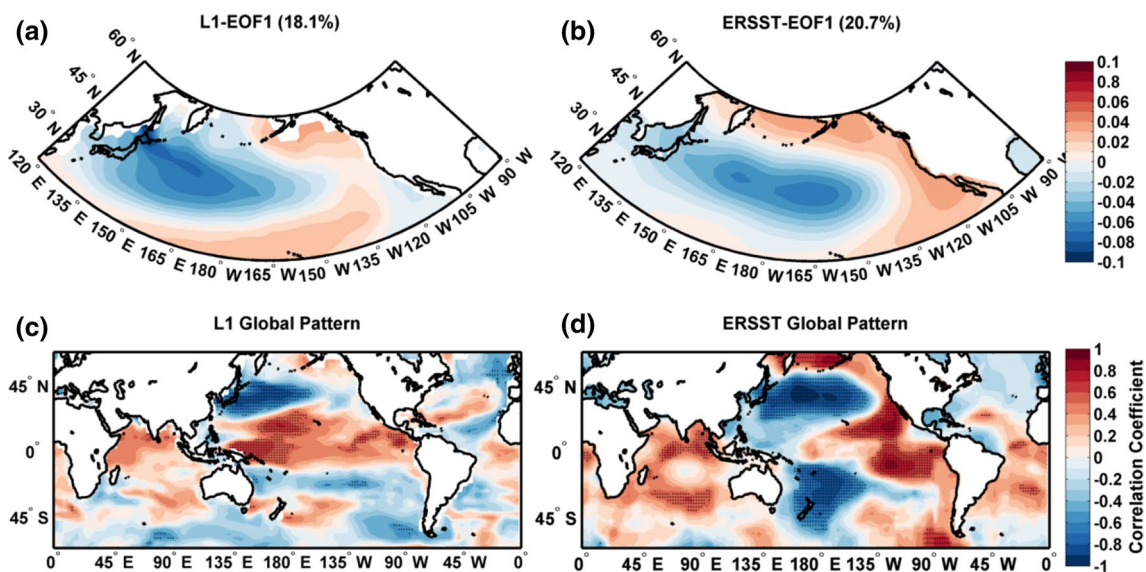 (a)
L1-EOF1 (18.1%)
60° N
45° N
30° N
120° E
135° E
150° E
165° E
180° W
165° W
150° W
135° W
120° W
105° W
90° W
(b)
ERSST-EOF1 (20.7%)
60° N
45° N
30° N
120° E
135° E
150° E
165° E
180° W
165° W
150° W
135° W
120° W
105° W
90° W
0.1
0.08
0.06
0.04
0.02
0
-0.02
-0.04
-0.06
-0.08
-0.1
(c)
L1 Global Pattern
45° N
0°
45° S
0° 45° E 90° E 135° E 180° W 135° W 90° W 45° W 0°
(d)
ERSST Global Pattern
45° N
0°
45° S
0° 45° E 90° E 135° E 180° W 135° W 90° W 45° W 0°
1
0.8
0.6
0.4
0.2
0
-0.2
-0.4
-0.6
-0.8
-1
Correlation Coefficient